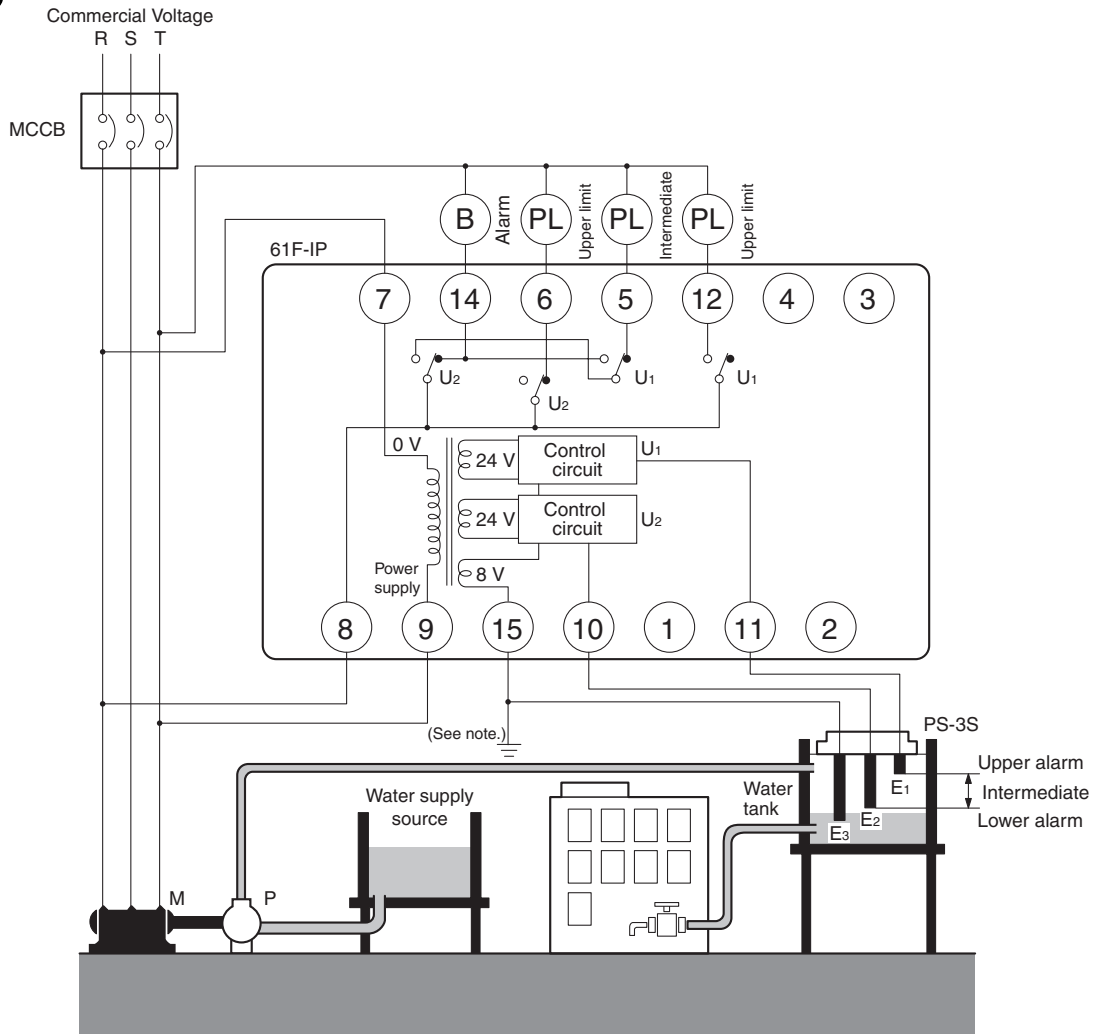 Commercial Voltage
R S T
MCCB
B PL PL PL
Alarm
Upper limit
Intermediate
Upper limit
61F-IP
7 14 6 5 12 4 3
U2 U1 U1
U2
0 V
24 V
Control
circuit
U1
24 V
Control
circuit
U2
Power
supply
8 V
8 9 15 10 1 11 2
(See note.)
PS-3S
Upper alarm
Intermediate
Lower alarm
Water
tank
E1
E2
E3
Water supply
source
M P